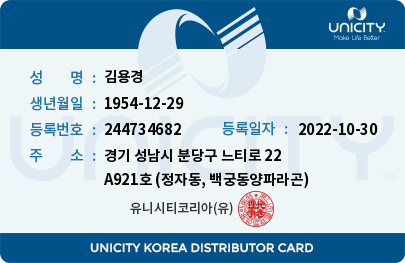 UNICITY
Make Life Better
성 명 : 김용경
생년월일 : 1954-12-29
등록번호 : 244734682 등록일자 : 2022-10-30
주 소 : 경기 성남시 분당구 느티로 22
A921호 (정자동, 백궁동양파라곤)
유니시티코리아(유)
UNICITY
UNICITY KOREA DISTRIBUTOR CARD